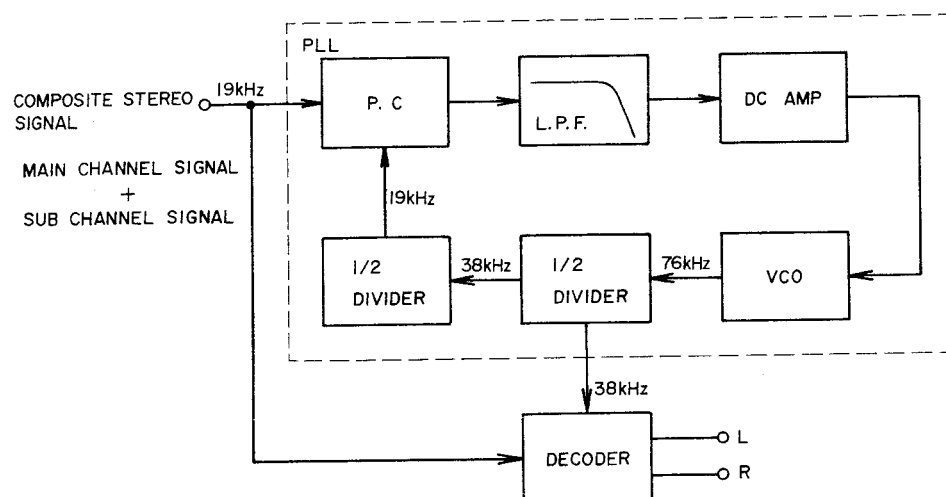 PLL
19kHz
COMPOSITE STEREO
SIGNAL
P. C
L.P.F.
DC AMP
MAIN CHANNEL SIGNAL
+
SUB CHANNEL SIGNAL
19kHz
1/2
DIVIDER
38kHz
1/2
DIVIDER
76kHz
VCO
38kHz
DECODER
L
R